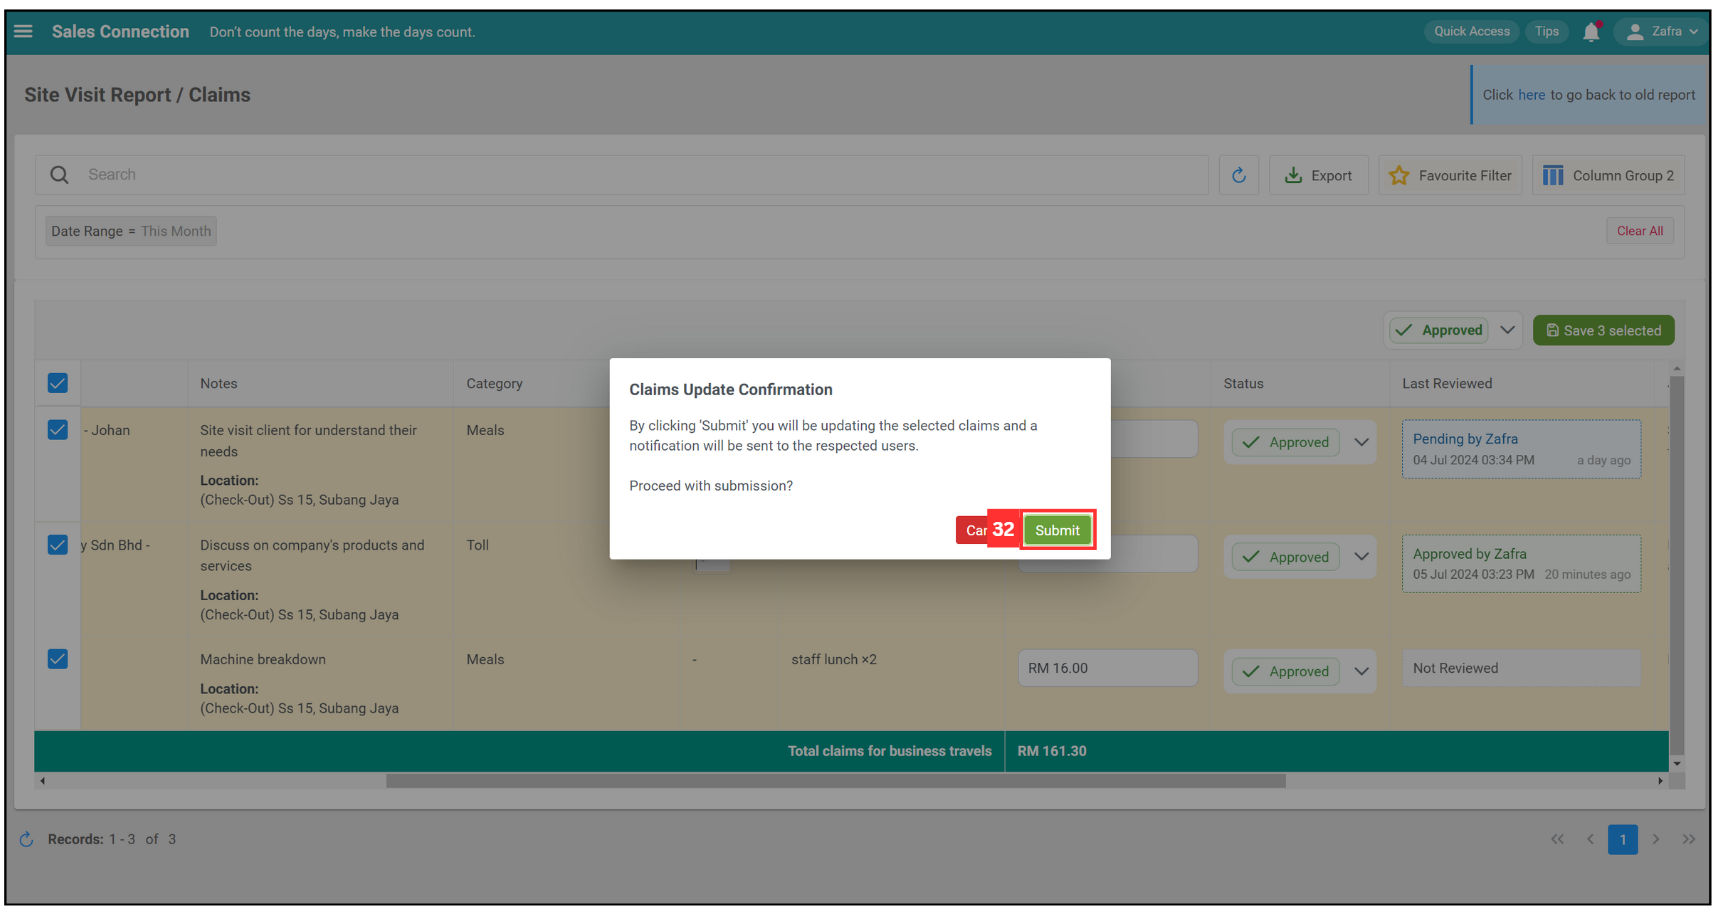 Sales Connection Don't count the days, make the days count. Quick Access Tips Zafra
Site Visit Report / Claims
Click here to go back to old report
Search Export Favourite Filter Column Group 2
Date Range = This Month Clear All
Approved Save 3 selected
Notes Category Status Last Reviewed
Claims Update Confirmation
By clicking 'Submit' you will be updating the selected claims and a
notification will be sent to the respected users.
Proceed with submission?
32 Submit
- Johan Site visit client for understand their Meals Approved Pending by Zafra
needs 04 Jul 2024 03:34 PM a day ago
Location:
(Check-Out) Ss 15, Subang Jaya
y Sdn Bhd - Discuss on company's products and Toll Approved Approved by Zafra
services 05 Jul 2024 03:23 PM 20 minutes ago
Location:
(Check-Out) Ss 15, Subang Jaya
Machine breakdown Meals - staff lunch ×2 RM 16.00 Approved Not Reviewed
Location:
(Check-Out) Ss 15, Subang Jaya
Total claims for business travels RM 161.30
Records: 1 - 3 of 3 << < 1 > >>